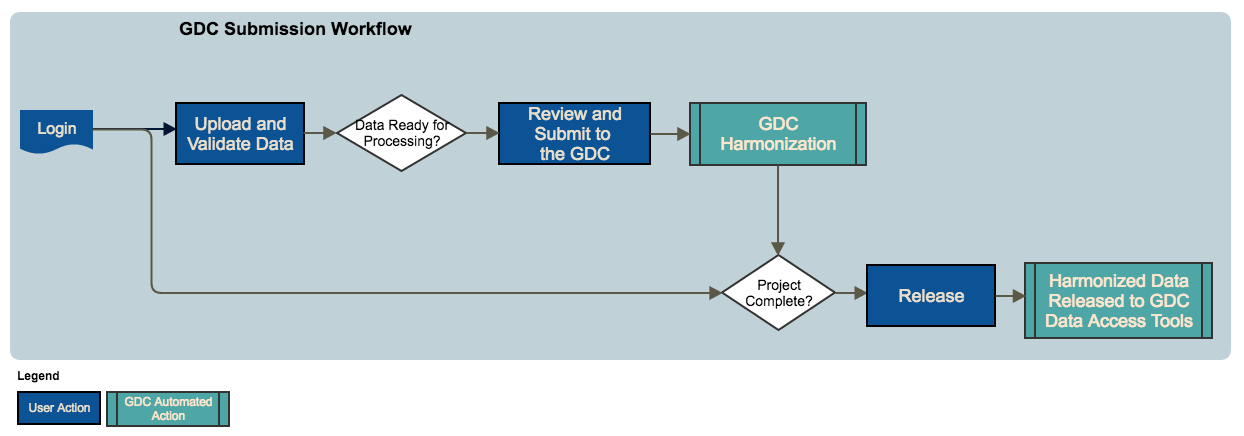 GDC Submission Workflow
Login
Upload and
Validate Data
Data Ready for
Processing?
Review and
Submit to
the GDC
GDC
Harmonization
Project
Complete?
Release
Harmonized Data
Released to GDC
Data Access Tools
Legend
User Action
GDC Automated
Action